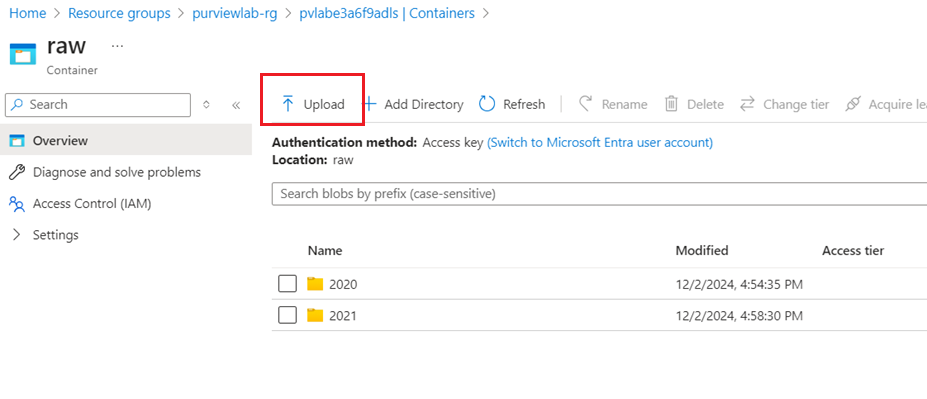 Home > Resource groups > purviewlab-rg > pvlabe3a6f9adls | Containers >
raw ...
Container
Search
Upload Add Directory Refresh Rename Delete Change tier Acquire lea
Overview
Diagnose and solve problems
Access Control (IAM)
Settings
Authentication method: Access key (Switch to Microsoft Entra user account)
Location: raw
Search blobs by prefix (case-sensitive)
Name Modified Access tier
2020 12/2/2024, 4:54:35 PM
2021 12/2/2024, 4:58:30 PM